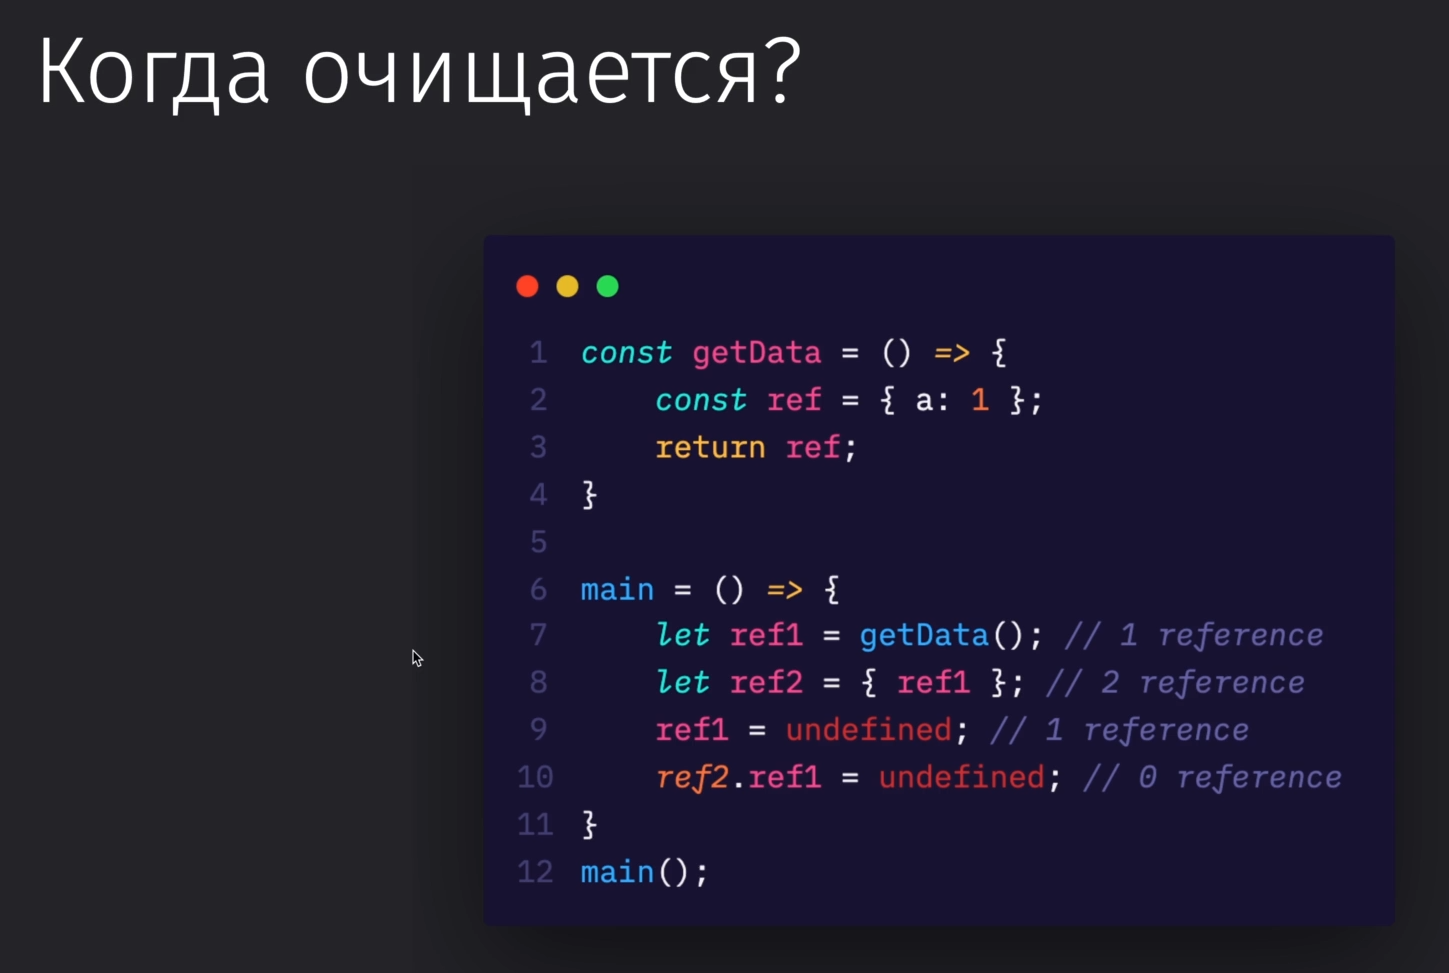 Когда очищается?
1 const getData = () => {
2 const ref = { a: 1 };
3 return ref;
4 }
5
6 main = () => {
7 let ref1 = getData(); // 1 reference
8 let ref2 = { ref1 }; // 2 reference
9 ref1 = undefined; // 1 reference
10 ref2.ref1 = undefined; // 0 reference
11 }
12 main();